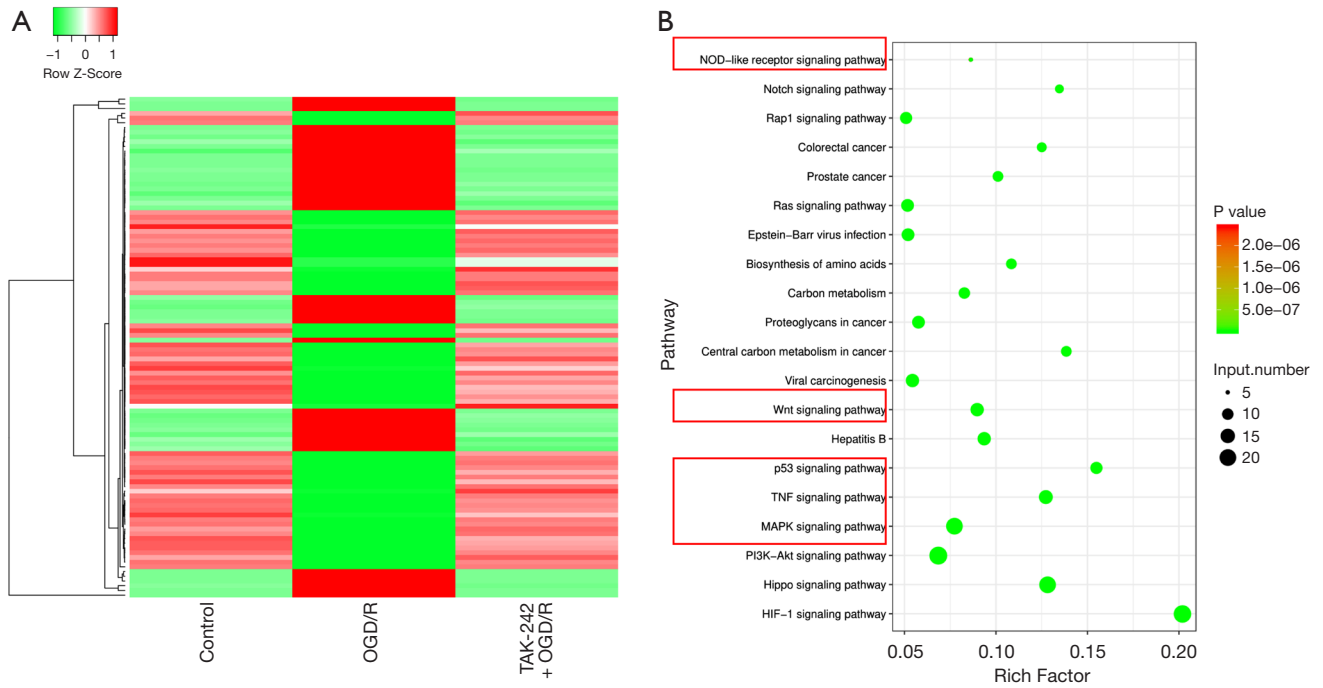 A
−1 0 1
Row Z-Score
Control
OGD/R
TAK-242
+ OGD/R
B
Pathway
NOD−like receptor signaling pathway
Notch signaling pathway
Rap1 signaling pathway
Colorectal cancer
Prostate cancer
Ras signaling pathway
Epstein−Barr virus infection
Biosynthesis of amino acids
Carbon metabolism
Proteoglycans in cancer
Central carbon metabolism in cancer
Viral carcinogenesis
Wnt signaling pathway
Hepatitis B
p53 signaling pathway
TNF signaling pathway
MAPK signaling pathway
PI3K−Akt signaling pathway
Hippo signaling pathway
HIF−1 signaling pathway
0.05 0.10 0.15 0.20
Rich Factor
P value
2.0e−06
1.5e−06
1.0e−06
5.0e−07
Input.number
5
10
15
20